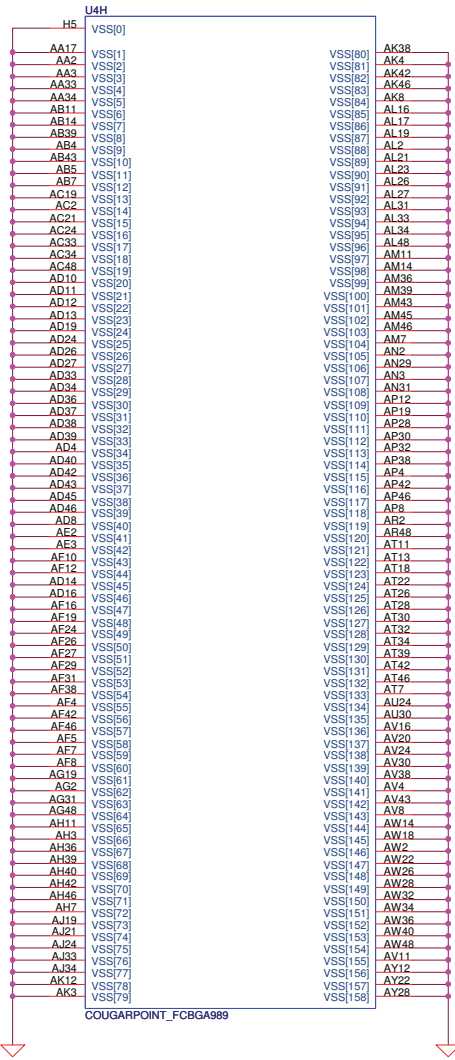 U4H
H5 VSS[0]
AA17 VSS[1] VSS[80] AK38
AA2 VSS[2] VSS[81] AK4
AA3 VSS[3] VSS[82] AK42
AA33 VSS[4] VSS[83] AK46
AA34 VSS[5] VSS[84] AK8
AB11 VSS[6] VSS[85] AL16
AB14 VSS[7] VSS[86] AL17
AB39 VSS[8] VSS[87] AL19
AB4 VSS[9] VSS[88] AL2
AB43 VSS[10] VSS[89] AL21
AB5 VSS[11] VSS[90] AL23
AB7 VSS[12] VSS[91] AL26
AC19 VSS[13] VSS[92] AL27
AC2 VSS[14] VSS[93] AL31
AC21 VSS[15] VSS[94] AL33
AC24 VSS[16] VSS[95] AL34
AC33 VSS[17] VSS[96] AL48
AC34 VSS[18] VSS[97] AM11
AC48 VSS[19] VSS[98] AM14
AD10 VSS[20] VSS[99] AM36
AD11 VSS[21] VSS[100] AM39
AD12 VSS[22] VSS[101] AM43
AD13 VSS[23] VSS[102] AM45
AD19 VSS[24] VSS[103] AM46
AD24 VSS[25] VSS[104] AM7
AD26 VSS[26] VSS[105] AN2
AD27 VSS[27] VSS[106] AN29
AD33 VSS[28] VSS[107] AN3
AD34 VSS[29] VSS[108] AN31
AD36 VSS[30] VSS[109] AP12
AD37 VSS[31] VSS[110] AP19
AD38 VSS[32] VSS[111] AP28
AD39 VSS[33] VSS[112] AP30
AD4 VSS[34] VSS[113] AP32
AD40 VSS[35] VSS[114] AP38
AD42 VSS[36] VSS[115] AP4
AD43 VSS[37] VSS[116] AP42
AD45 VSS[38] VSS[117] AP46
AD46 VSS[39] VSS[118] AP8
AD8 VSS[40] VSS[119] AR2
AE2 VSS[41] VSS[120] AR48
AE3 VSS[42] VSS[121] AT11
AF10 VSS[43] VSS[122] AT13
AF12 VSS[44] VSS[123] AT18
AD14 VSS[45] VSS[124] AT22
AD16 VSS[46] VSS[125] AT26
AF16 VSS[47] VSS[126] AT28
AF19 VSS[48] VSS[127] AT30
AF24 VSS[49] VSS[128] AT32
AF26 VSS[50] VSS[129] AT34
AF27 VSS[51] VSS[130] AT39
AF29 VSS[52] VSS[131] AT42
AF31 VSS[53] VSS[132] AT46
AF38 VSS[54] VSS[133] AT7
AF4 VSS[55] VSS[134] AU24
AF42 VSS[56] VSS[135] AU30
AF46 VSS[57] VSS[136] AV16
AF5 VSS[58] VSS[137] AV20
AF7 VSS[59] VSS[138] AV24
AF8 VSS[60] VSS[139] AV30
AG19 VSS[61] VSS[140] AV38
AG2 VSS[62] VSS[141] AV4
AG31 VSS[63] VSS[142] AV43
AG48 VSS[64] VSS[143] AV8
AH11 VSS[65] VSS[144] AW14
AH3 VSS[66] VSS[145] AW18
AH36 VSS[67] VSS[146] AW2
AH39 VSS[68] VSS[147] AW22
AH40 VSS[69] VSS[148] AW26
AH42 VSS[70] VSS[149] AW28
AH46 VSS[71] VSS[150] AW32
AH7 VSS[72] VSS[151] AW34
AJ19 VSS[73] VSS[152] AW36
AJ21 VSS[74] VSS[153] AW40
AJ24 VSS[75] VSS[154] AW48
AJ33 VSS[76] VSS[155] AV11
AJ34 VSS[77] VSS[156] AY12
AK12 VSS[78] VSS[157] AY22
AK3 VSS[79] VSS[158] AY28
COUGARPOINT_FCBGA989